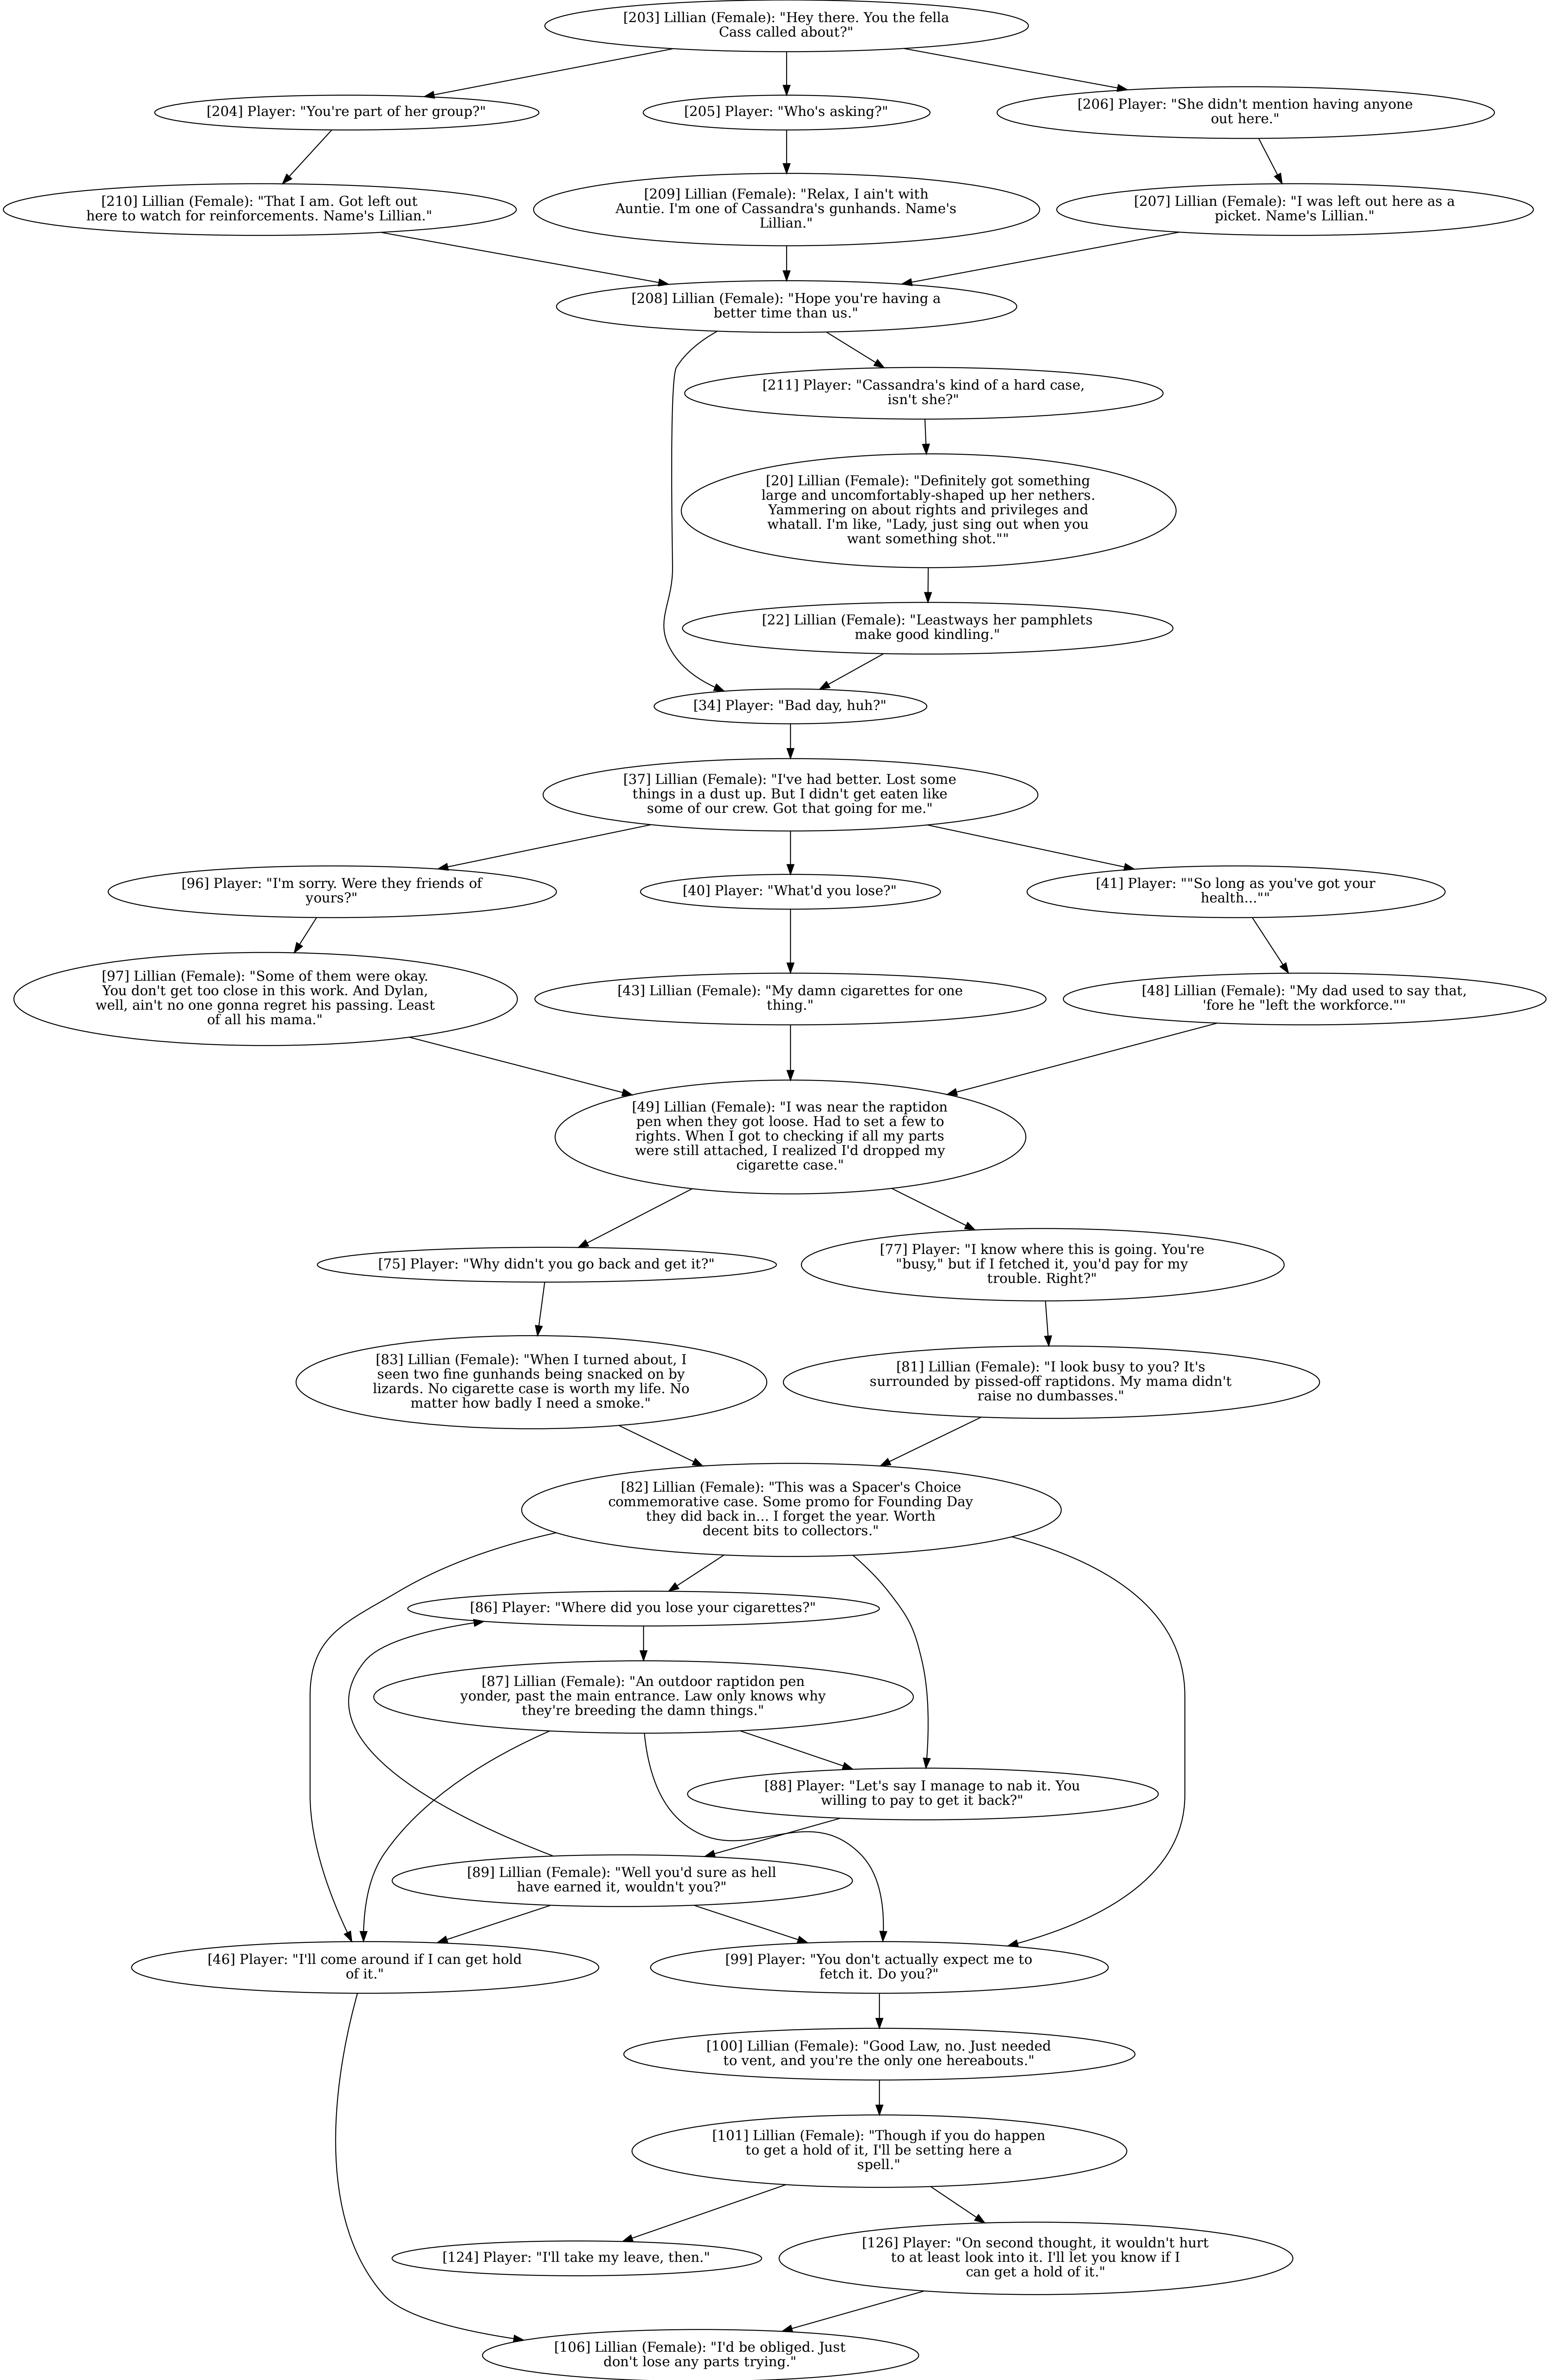 [203] Lillian (Female): "Hey there. You the fella
Cass called about?"
[204] Player: "You're part of her group?"
[205] Player: "Who's asking?"
[206] Player: "She didn't mention having anyone
out here."
[210] Lillian (Female): "That I am. Got left out
here to watch for reinforcements. Name's Lillian."
[209] Lillian (Female): "Relax, I ain't with
Auntie. I'm one of Cassandra's gunhands. Name's
Lillian."
[207] Lillian (Female): "I was left out here as a
picket. Name's Lillian."
[208] Lillian (Female): "Hope you're having a
better time than us."
[211] Player: "Cassandra's kind of a hard case,
isn't she?"
[20] Lillian (Female): "Definitely got something
large and uncomfortably-shaped up her nethers.
Yammering on about rights and privileges and
whatall. I'm like, "Lady, just sing out when you
want something shot.""
[22] Lillian (Female): "Leastways her pamphlets
make good kindling."
[34] Player: "Bad day, huh?"
[37] Lillian (Female): "I've had better. Lost some
things in a dust up. But I didn't get eaten like
some of our crew. Got that going for me."
[96] Player: "I'm sorry. Were they friends of
yours?"
[40] Player: "What'd you lose?"
[41] Player: ""So long as you've got your
health...""
[97] Lillian (Female): "Some of them were okay.
You don't get too close in this work. And Dylan,
well, ain't no one gonna regret his passing. Least
of all his mama."
[43] Lillian (Female): "My damn cigarettes for one
thing."
[48] Lillian (Female): "My dad used to say that,
'fore he "left the workforce.""
[49] Lillian (Female): "I was near the raptidon
pen when they got loose. Had to set a few to
rights. When I got to checking if all my parts
were still attached, I realized I'd dropped my
cigarette case."
[75] Player: "Why didn't you go back and get it?"
[77] Player: "I know where this is going. You're
"busy," but if I fetched it, you'd pay for my
trouble. Right?"
[83] Lillian (Female): "When I turned about, I
seen two fine gunhands being snacked on by
lizards. No cigarette case is worth my life. No
matter how badly I need a smoke."
[81] Lillian (Female): "I look busy to you? It's
surrounded by pissed-off raptidons. My mama didn't
raise no dumbasses."
[82] Lillian (Female): "This was a Spacer's Choice
commemorative case. Some promo for Founding Day
they did back in... I forget the year. Worth
decent bits to collectors."
[86] Player: "Where did you lose your cigarettes?"
[87] Lillian (Female): "An outdoor raptidon pen
yonder, past the main entrance. Law only knows why
they're breeding the damn things."
[88] Player: "Let's say I manage to nab it. You
willing to pay to get it back?"
[89] Lillian (Female): "Well you'd sure as hell
have earned it, wouldn't you?"
[46] Player: "I'll come around if I can get hold
of it."
[99] Player: "You don't actually expect me to
fetch it. Do you?"
[100] Lillian (Female): "Good Law, no. Just needed
to vent, and you're the only one hereabouts."
[101] Lillian (Female): "Though if you do happen
to get a hold of it, I'll be setting here a
spell."
[124] Player: "I'll take my leave, then."
[126] Player: "On second thought, it wouldn't hurt
to at least look into it. I'll let you know if I
can get a hold of it."
[106] Lillian (Female): "I'd be obliged. Just
don't lose any parts trying."